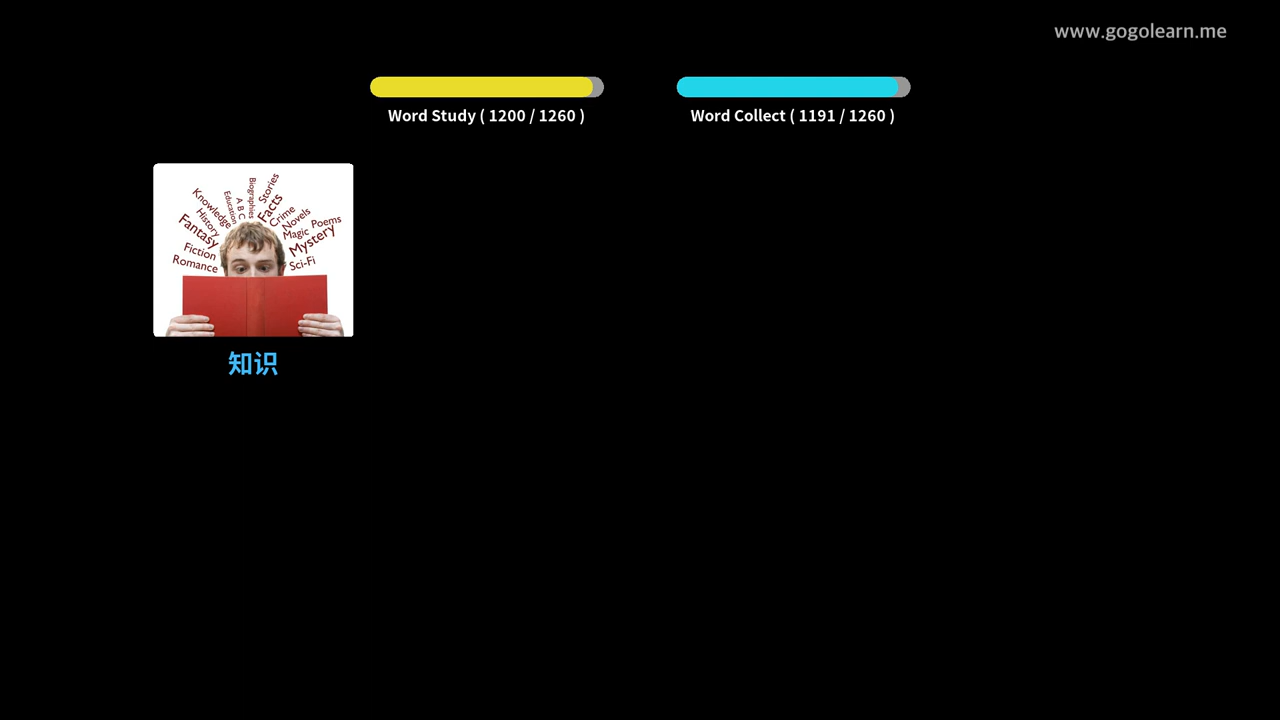 www.gogolearn.me
Word Study ( 1200 / 1260 )
Word Collect ( 1191 / 1260 )
Romance
Fiction
Fantasy
History
Knowledge
Education
A B C
Biographies
Stories
Facts
Crime
Novels
Magic
Poems
Mystery
Sci-Fi
知识